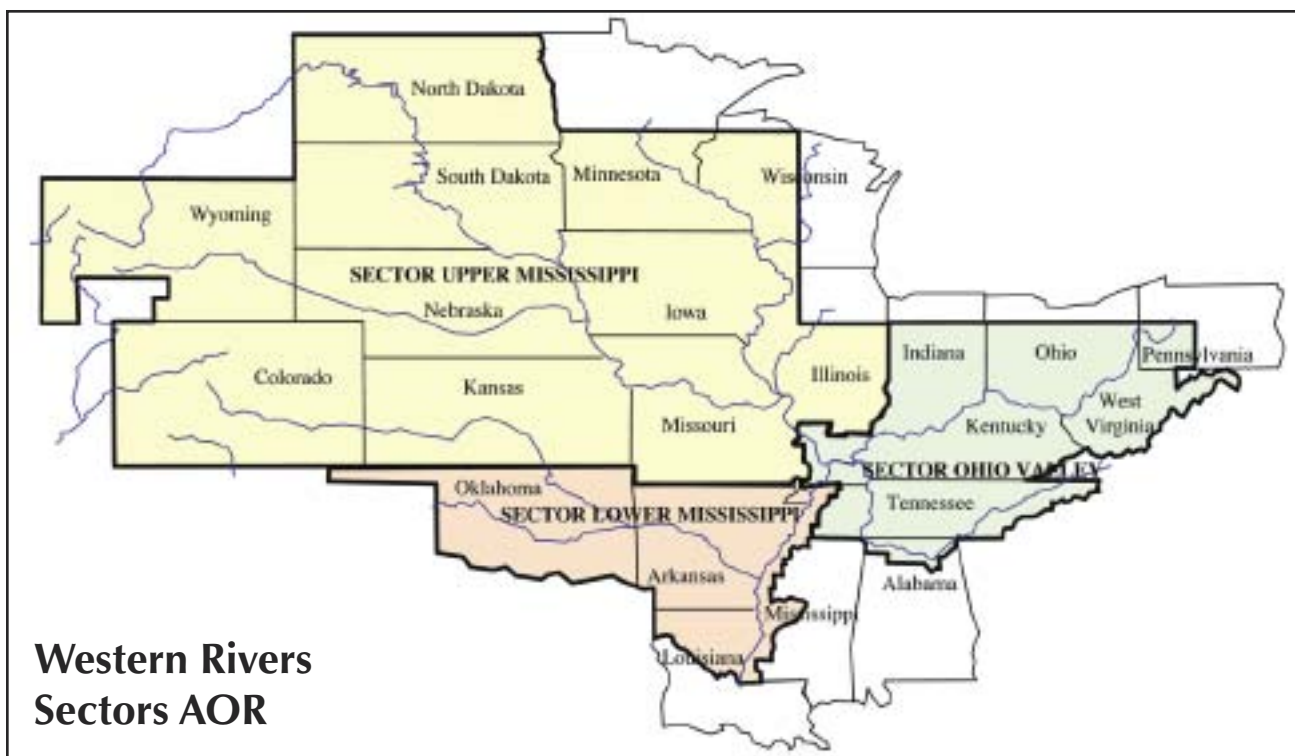 North Dakota
South Dakota
Minnesota
Wisconsin
Wyoming
SECTOR UPPER MISSISSIPPI
Nebraska
Iowa
Indiana
Ohio
Pennsylvania
Colorado
Kansas
Illinois
West
Virginia
Missouri
Kentucky
SECTOR OHIO VALLEY
Oklahoma
Tennessee
SECTOR LOWER MISSISSIPPI
Arkansas
Alabama
Mississippi
Louisiana
Western Rivers
Sectors AOR